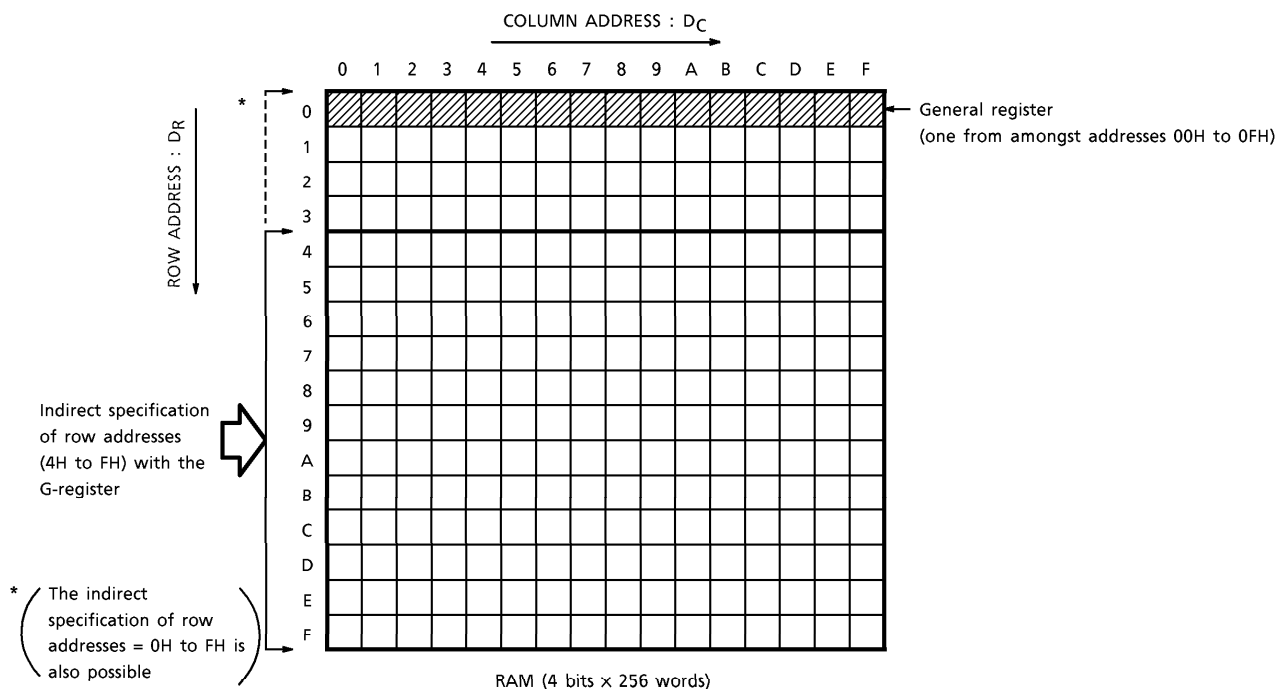 COLUMN ADDRESS : DC
0 1 2 3 4 5 6 7 8 9 A B C D E F
*
ROW ADDRESS : DR
0
1
2
3
4
5
6
7
8
9
A
B
C
D
E
F
General register
(one from amongst addresses 00H to 0FH)
Indirect specification
of row addresses
(4H to FH) with the
G-register
* The indirect
specification of row
addresses = 0H to FH is
also possible
RAM (4 bits × 256 words)